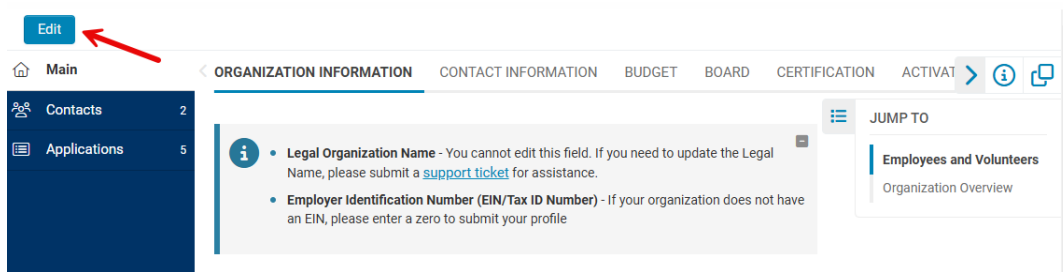 Edit
Main
Contacts 2
Applications 5
ORGANIZATION INFORMATION CONTACT INFORMATION BUDGET BOARD CERTIFICATION ACTIVAT
Legal Organization Name - You cannot edit this field. If you need to update the Legal
Name, please submit a support ticket for assistance.
Employer Identification Number (EIN/Tax ID Number) - If your organization does not have
an EIN, please enter a zero to submit your profile
JUMP TO
Employees and Volunteers
Organization Overview